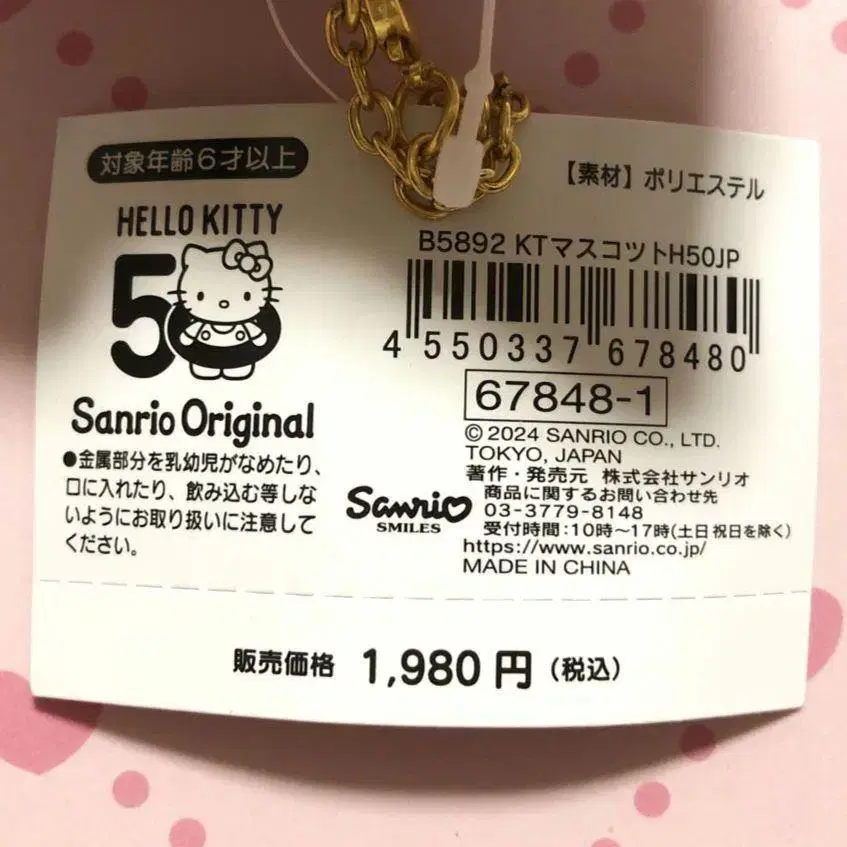 対象年齢6才以上
HELLO KITTY
50
Sanrio Original
●金属部分を乳幼児がなめたり、
口に入れたり、飲み込む等しな
いようにお取り扱いに注意して
ください。
【素材】ポリエステル
B5892 KTマスコットH50JP
4 550337 678480
67848-1
© 2024 SANRIO CO., LTD.
TOKYO, JAPAN
著作・発売元 株式会社サンリオ
Sanrio
SMILES
商品に関するお問い合わせ先
03-3779-8148
受付時間:10時～17時(土日祝日を除く)
https://www.sanrio.co.jp/
MADE IN CHINA
販売価格 1,980円(税込)